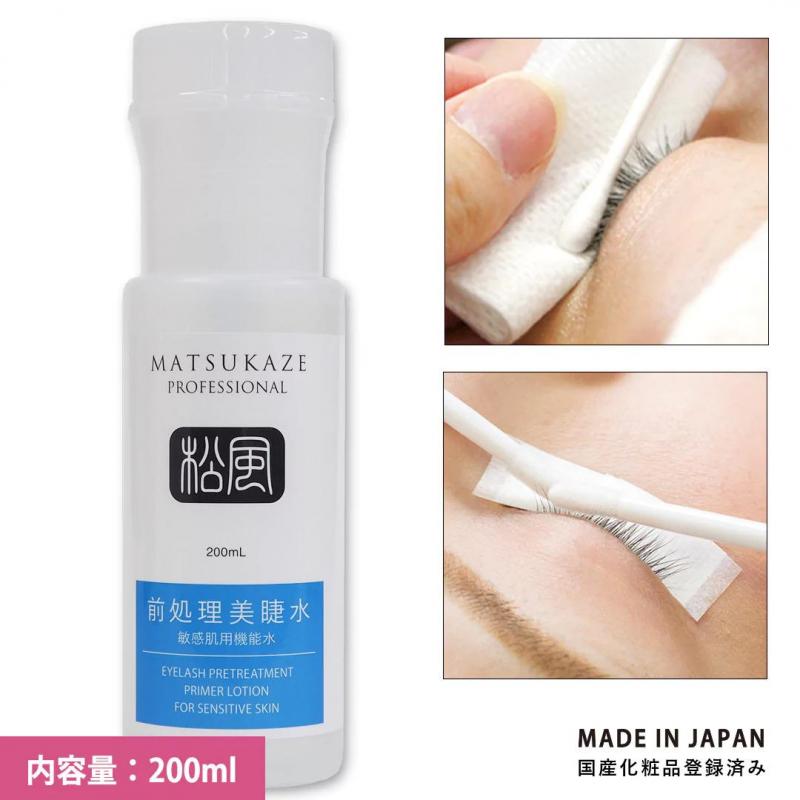 MATSUKAZE
PROFESSIONAL
松風
200mL
前処理美睫水
敏感肌用機能水
EYELASH PRETREATMENT
PRIMER LOTION
FOR SENSITIVE SKIN
内容量：200ml
MADE IN JAPAN
国産化粧品登録済み